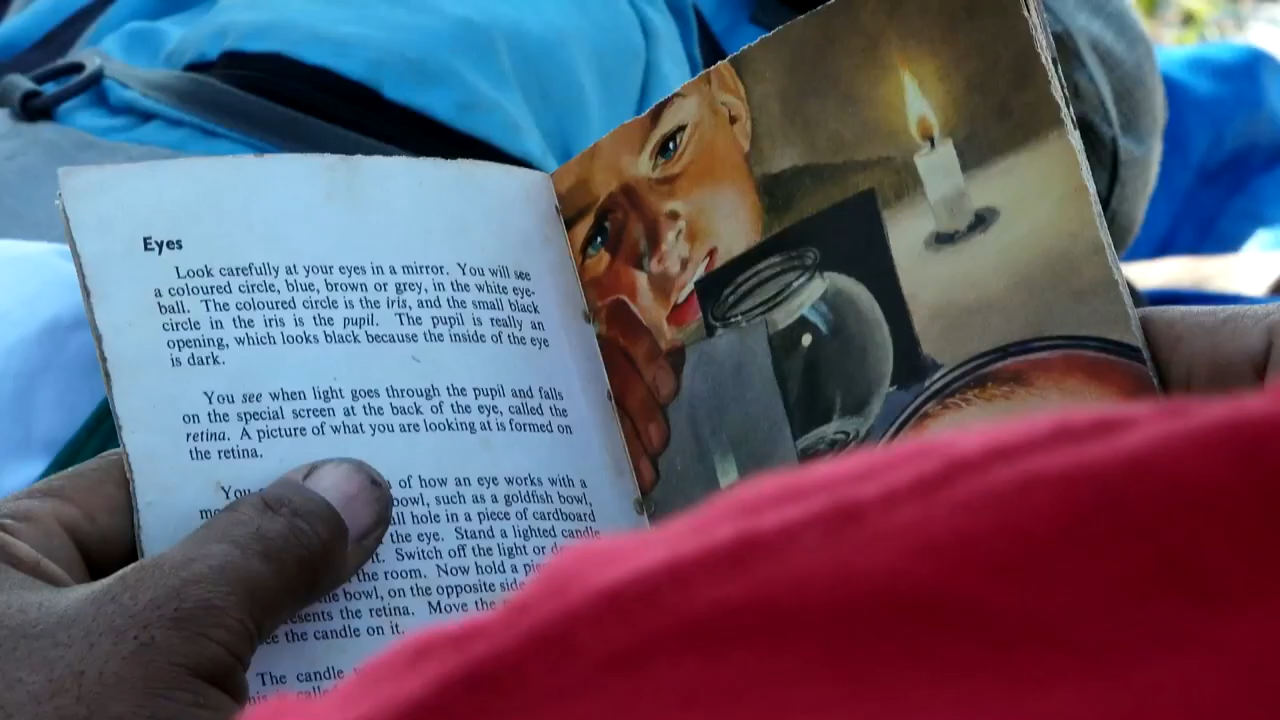 Eyes
Look carefully at your eyes in a mirror. You will see
a coloured circle, blue, brown or grey, in the white eye-
ball. The coloured circle is the iris, and the small black
circle in the iris is the pupil. The pupil is really an
opening, which looks black because the inside of the eye
is dark.
You see when light goes through the pupil and falls
on the special screen at the back of the eye, called the
retina. A picture of what you are looking at is formed on
the retina.
You of how an eye works with a
bowl, such as a goldfish bowl,
hole in a piece of cardboard
the eye. Stand a lighted candle
Switch off the light or
the room. Now hold a
bowl, on the opposite side
the retina. Move the
the candle on it.
The candle